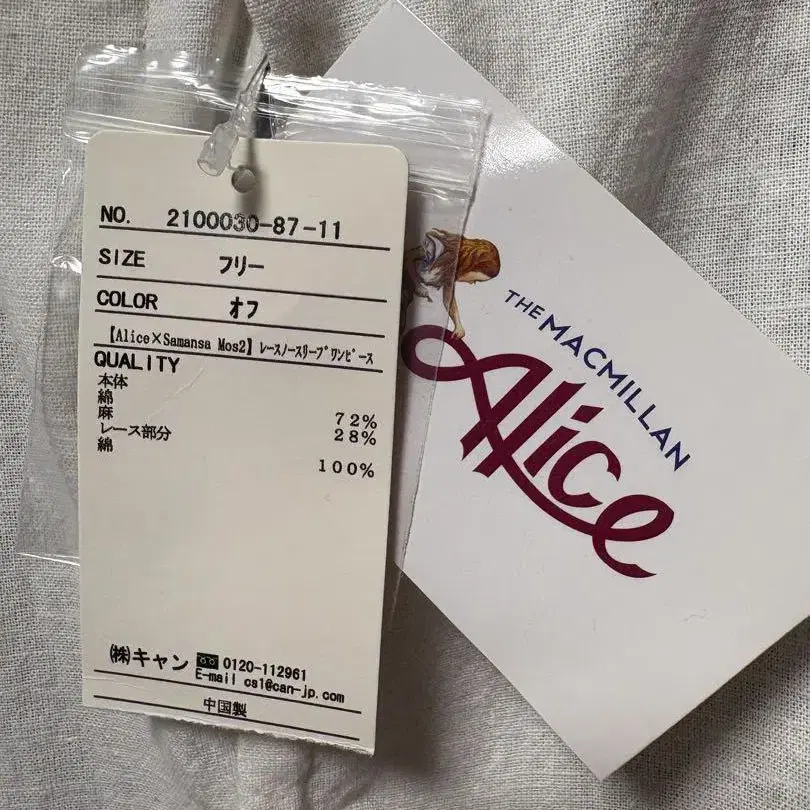 NO. 2100030-87-11
SIZE フリー
COLOR オフ
【Alice×Samansa Mos2】ﾚｰｽﾉｰｽﾘｰﾌﾞﾜﾝﾋﾟｰｽ
QUALITY
本体
綿 72%
麻 28%
レース部分
綿 100%
㈱キャン 0120-112961
E-mail cs1@can-jp.com
中国製
THE MACMILLAN
Alice